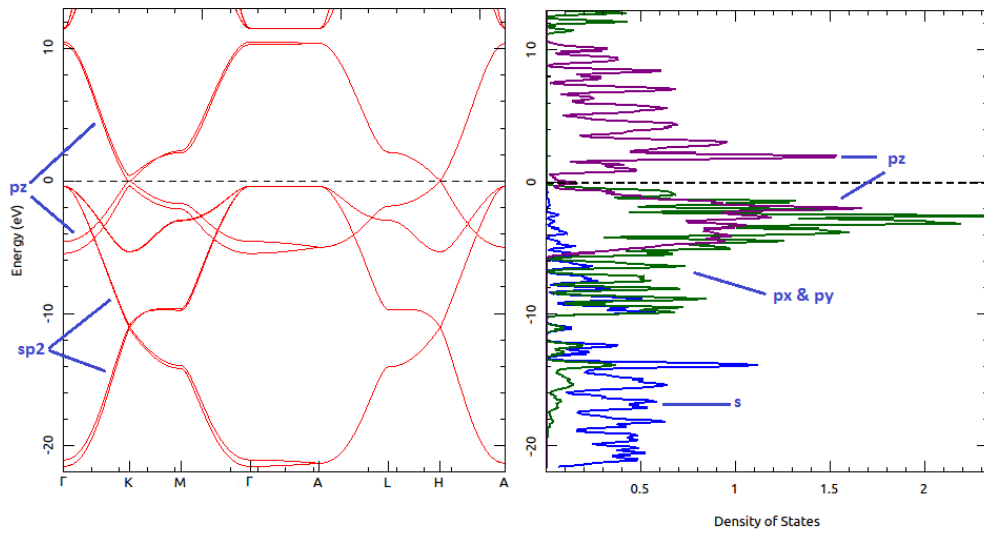 10
0
-10
-20
Energy (eV)
pz
sp2
Γ K M Γ A L H A
10
0
-10
-20
pz
px & py
s
0.5 1 1.5 2
Density of States